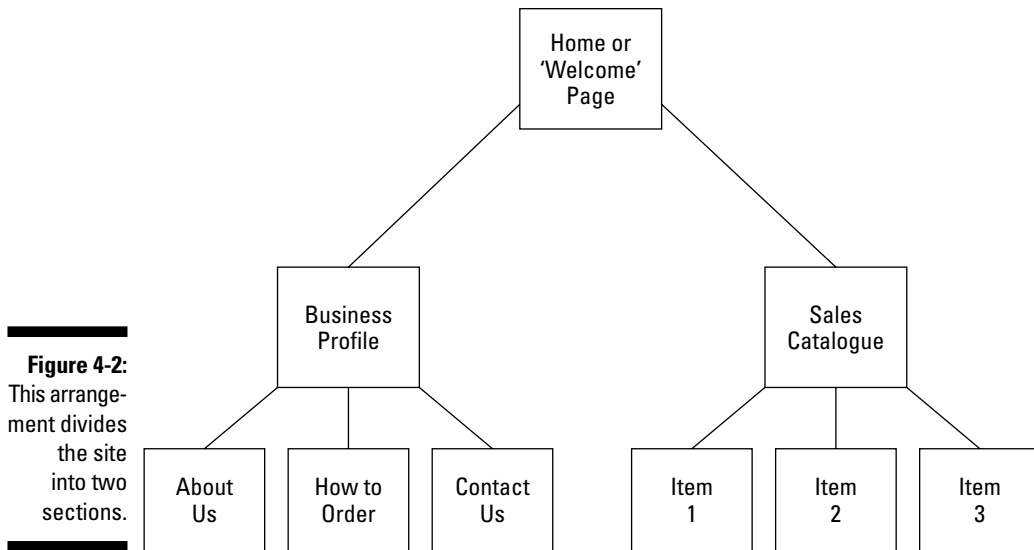 Home or
‘Welcome’
Page
Business
Profile
Sales
Catalogue
Figure 4-2:
This arrange-
ment divides
the site
into two
sections.
About
Us
How to
Order
Contact
Us
Item
1
Item
2
Item
3